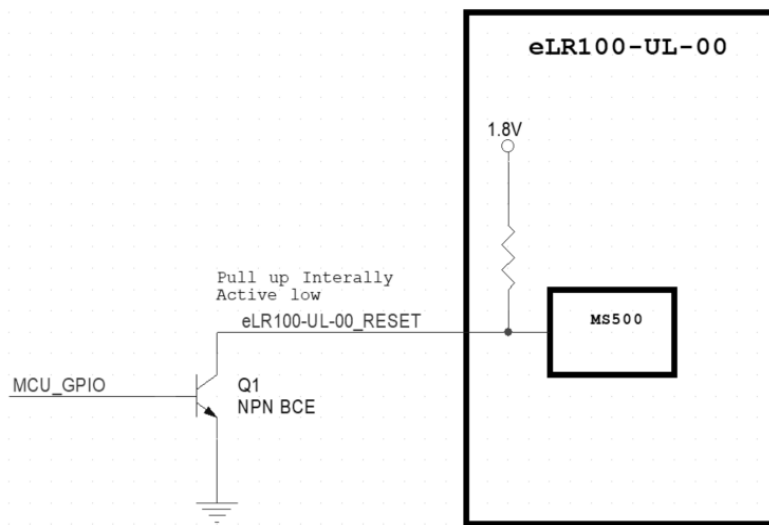 eLR100-UL-00
1.8V
Pull up Interally
Active low
eLR100-UL-00_RESET
MS500
MCU_GPIO
Q1
NPN BCE